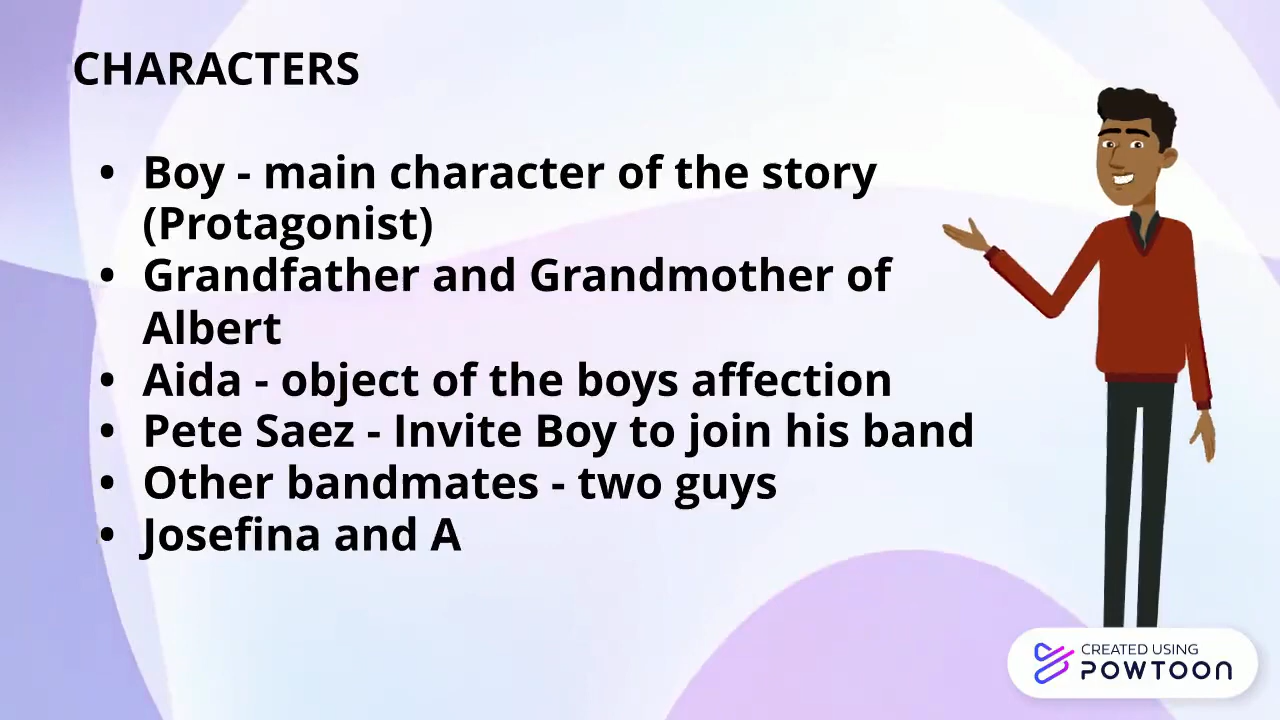 CHARACTERS
• Boy - main character of the story
(Protagonist)
• Grandfather and Grandmother of
Albert
• Aida - object of the boys affection
• Pete Saez - Invite Boy to join his band
• Other bandmates - two guys
• Josefina and A
CREATED USING
POWTOON